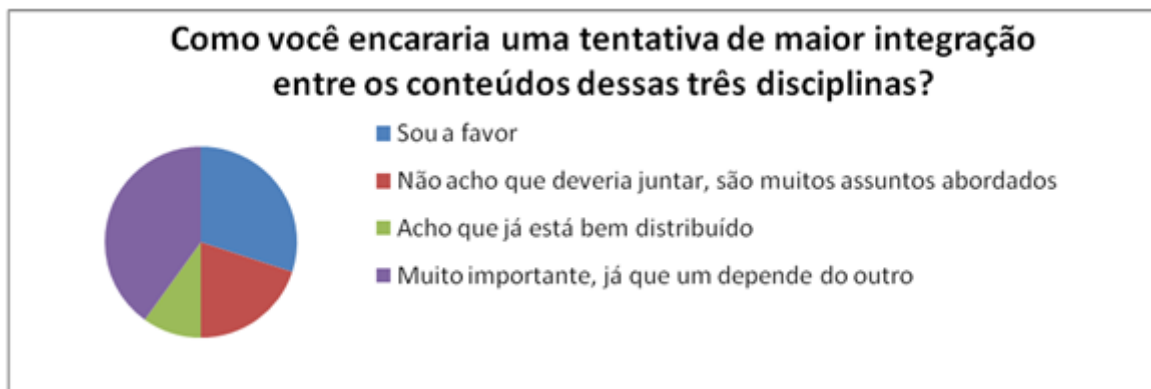 Como você encararia uma tentativa de maior integração
entre os conteúdos dessas três disciplinas?
Sou a favor
Não acho que deveria juntar, são muitos assuntos abordados
Acho que já está bem distribuído
Muito importante, já que um depende do outro